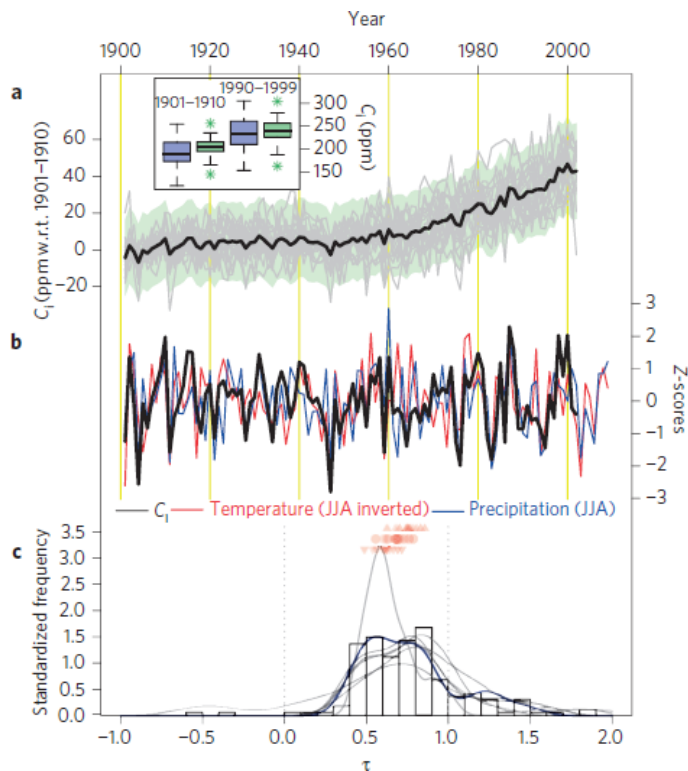 Year
1900 1920 1940 1960 1980 2000
a
1901–1910
1990–1999
300
250
200
150
Ci (ppm)
60
40
20
0
−20
Ci (ppm w.r.t. 1901–1910)
b
3
2
1
0
−1
−2
−3
Z-scores
Ci Temperature (JJA inverted) Precipitation (JJA)
c
3.5
3.0
2.5
2.0
1.5
1.0
0.5
0.0
Standardized frequency
−1.0 −0.5 0.0 0.5 1.0 1.5 2.0
τ